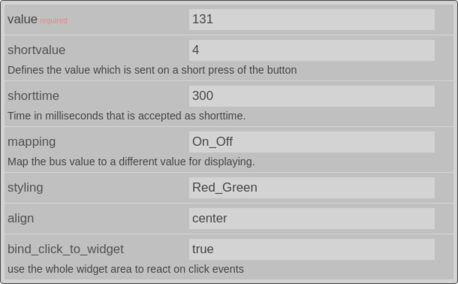 value required 131
shortvalue 4
Defines the value which is sent on a short press of the button
shorttime 300
Time in milliseconds that is accepted as shorttime.
mapping On_Off
Map the bus value to a different value for displaying.
styling Red_Green
align center
bind_click_to_widget true
use the whole widget area to react on click events